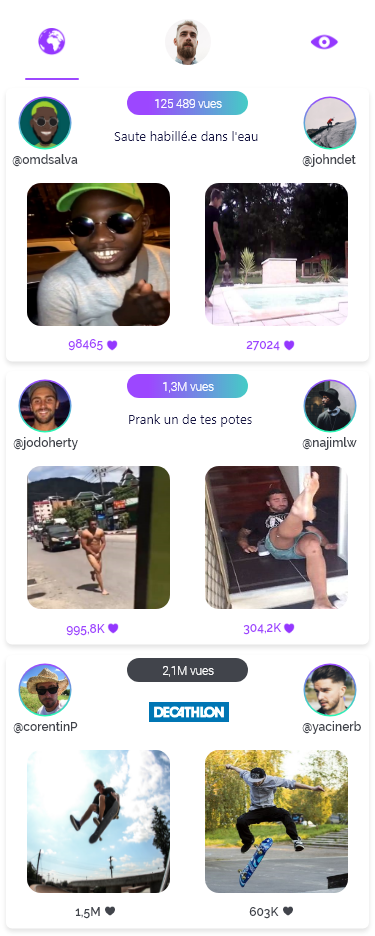 125 489 vues
Saute habillé.e dans l'eau
@omdsalva
@johndet
98465
27024
1,3M vues
Prank un de tes potes
@jodoherty
@najimlw
995,8K
304,2K
2,1M vues
DECATHLON
@corentinP
@yacinerb
1,5M
603K